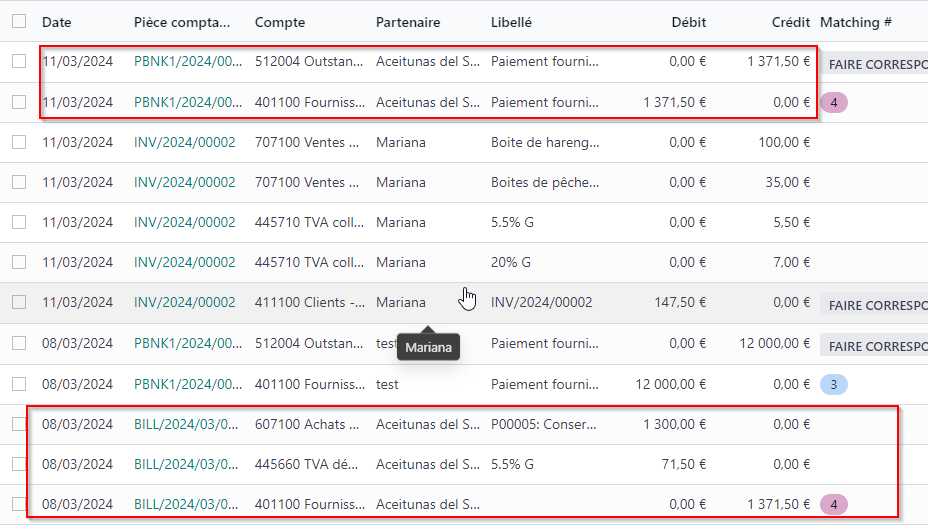 Date Pièce compta... Compte Partenaire Libellé Débit Crédit Matching #
11/03/2024 PBNK1/2024/00... 512004 Outstan... Aceitunas del S... Paiement fourni... 0,00 € 1 371,50 € FAIRE CORRESPO
11/03/2024 PBNK1/2024/00... 401100 Fourniss... Aceitunas del S... Paiement fourni... 1 371,50 € 0,00 € 4
11/03/2024 INV/2024/00002 707100 Ventes ... Mariana Boite de hareng... 0,00 € 100,00 €
11/03/2024 INV/2024/00002 707100 Ventes ... Mariana Boites de pêche... 0,00 € 35,00 €
11/03/2024 INV/2024/00002 445710 TVA coll... Mariana 5.5% G 0,00 € 5,50 €
11/03/2024 INV/2024/00002 445710 TVA coll... Mariana 20% G 0,00 € 7,00 €
11/03/2024 INV/2024/00002 411100 Clients -... Mariana INV/2024/00002 147,50 € 0,00 € FAIRE CORRESPO
08/03/2024 PBNK1/2024/00... 512004 Outstan... test Paiement fourni... 0,00 € 12 000,00 € FAIRE CORRESPO
Mariana
08/03/2024 PBNK1/2024/00... 401100 Fourniss... test Paiement fourni... 12 000,00 € 0,00 € 3
08/03/2024 BILL/2024/03/0... 607100 Achats ... Aceitunas del S... P00005: Conser... 1 300,00 € 0,00 €
08/03/2024 BILL/2024/03/0... 445660 TVA dé... Aceitunas del S... 5.5% G 71,50 € 0,00 €
08/03/2024 BILL/2024/03/0... 401100 Fourniss... Aceitunas del S... 0,00 € 1 371,50 € 4